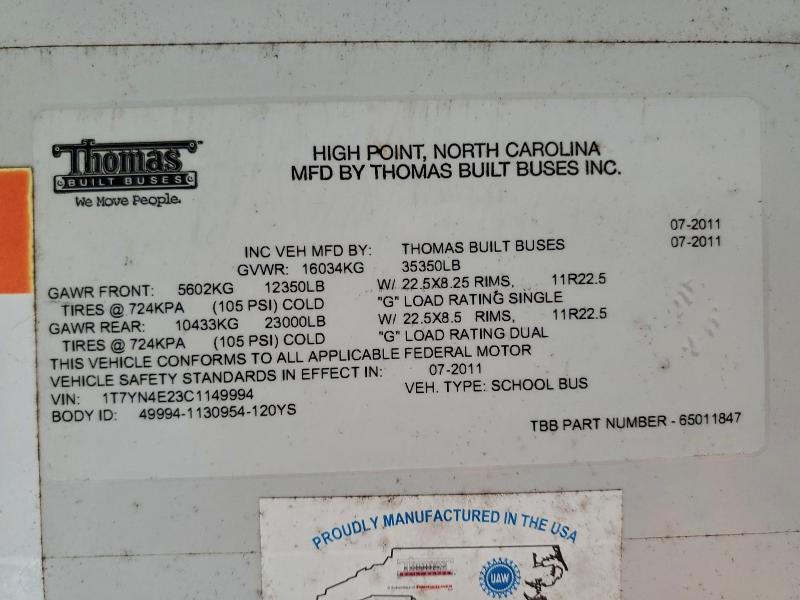 Thomas™
BUILT BUSES
We Move People.
HIGH POINT, NORTH CAROLINA
MFD BY THOMAS BUILT BUSES INC.
07-2011
INC VEH MFD BY: THOMAS BUILT BUSES 07-2011
GVWR: 16034KG 35350LB
GAWR FRONT: 5602KG 12350LB W/ 22.5X8.25 RIMS, 11R22.5
TIRES @ 724KPA (105 PSI) COLD "G" LOAD RATING SINGLE
GAWR REAR: 10433KG 23000LB W/ 22.5X8.5 RIMS, 11R22.5
TIRES @ 724KPA (105 PSI) COLD "G" LOAD RATING DUAL
THIS VEHICLE CONFORMS TO ALL APPLICABLE FEDERAL MOTOR
VEHICLE SAFETY STANDARDS IN EFFECT IN: 07-2011
VIN: 1T7YN4E23C1149994 VEH. TYPE: SCHOOL BUS
BODY ID: 49994-1130954-120YS
TBB PART NUMBER - 65011847
PROUDLY MANUFACTURED IN THE USA
UAW